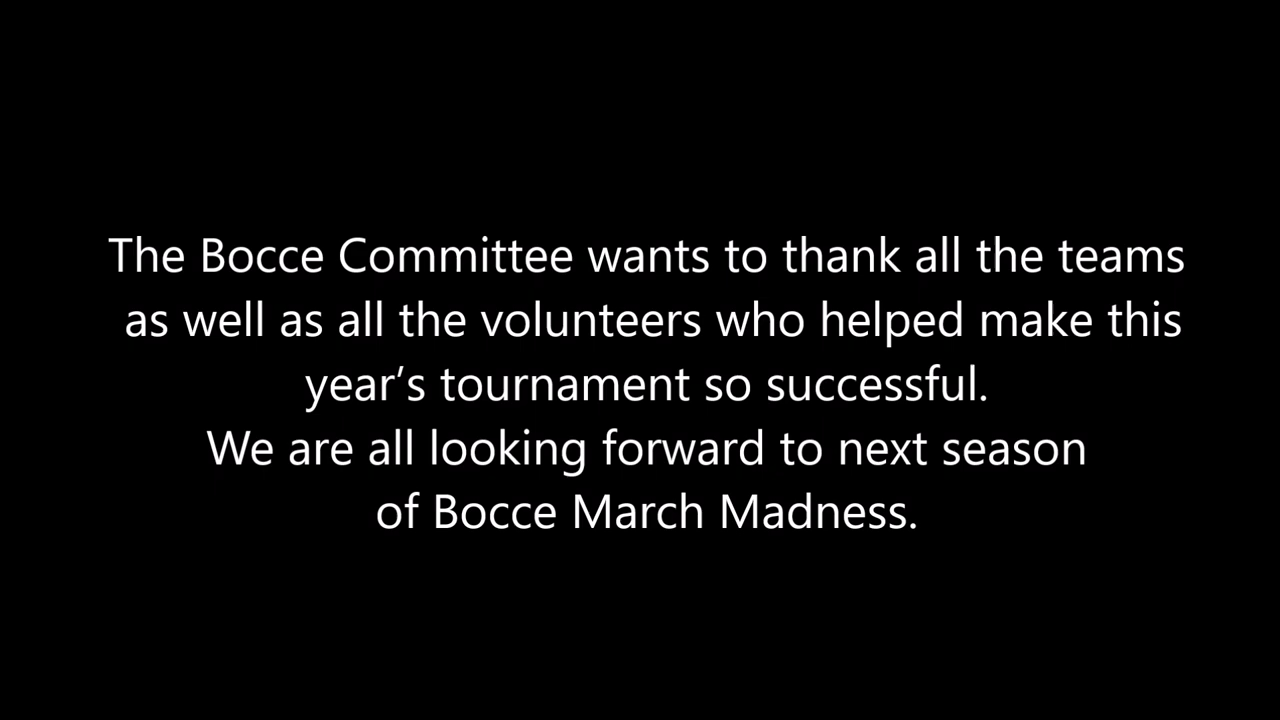 The Bocce Committee wants to thank all the teams
as well as all the volunteers who helped make this
year’s tournament so successful.
We are all looking forward to next season
of Bocce March Madness.